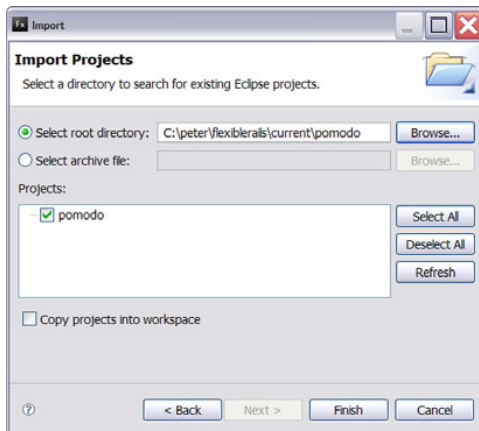 Fx Import
Import Projects
Select a directory to search for existing Eclipse projects.
Select root directory: C:\peter\flexiblerails\current\pomodo Browse...
Select archive file: Browse...
Projects:
pomodo
Select All
Deselect All
Refresh
Copy projects into workspace
? < Back Next > Finish Cancel